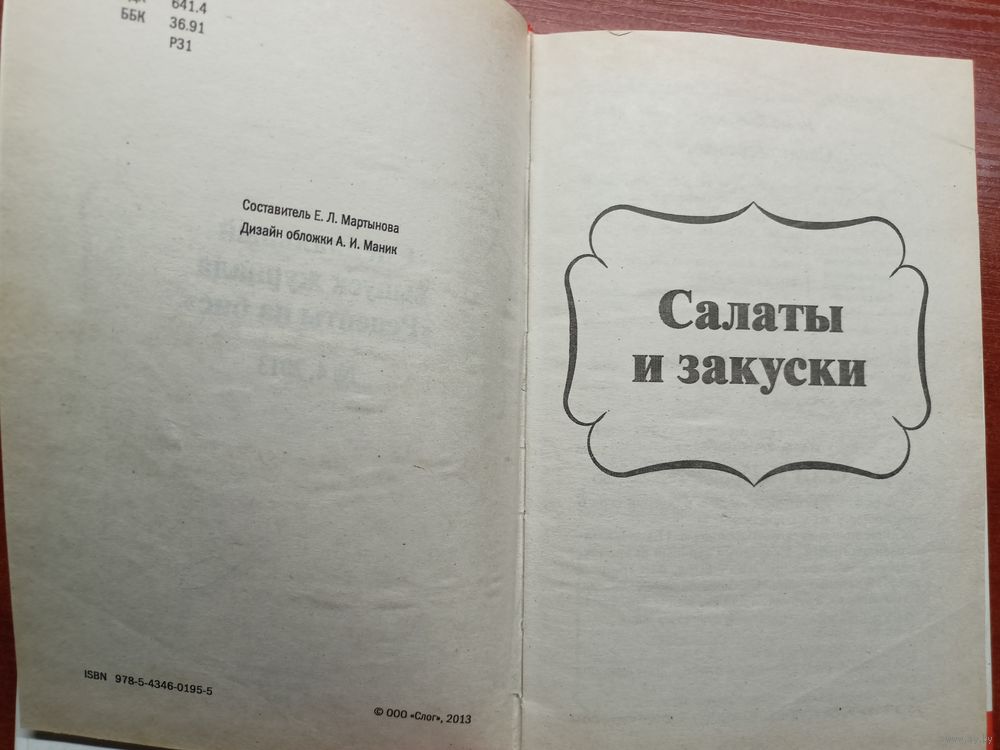 641.4
ББК 36.91
Р31
Составитель Е. Л. Мартынова
Дизайн обложки А. И. Маник
ISBN 978-5-4346-0195-5
© ООО «Слог», 2013
Салаты
и закуски